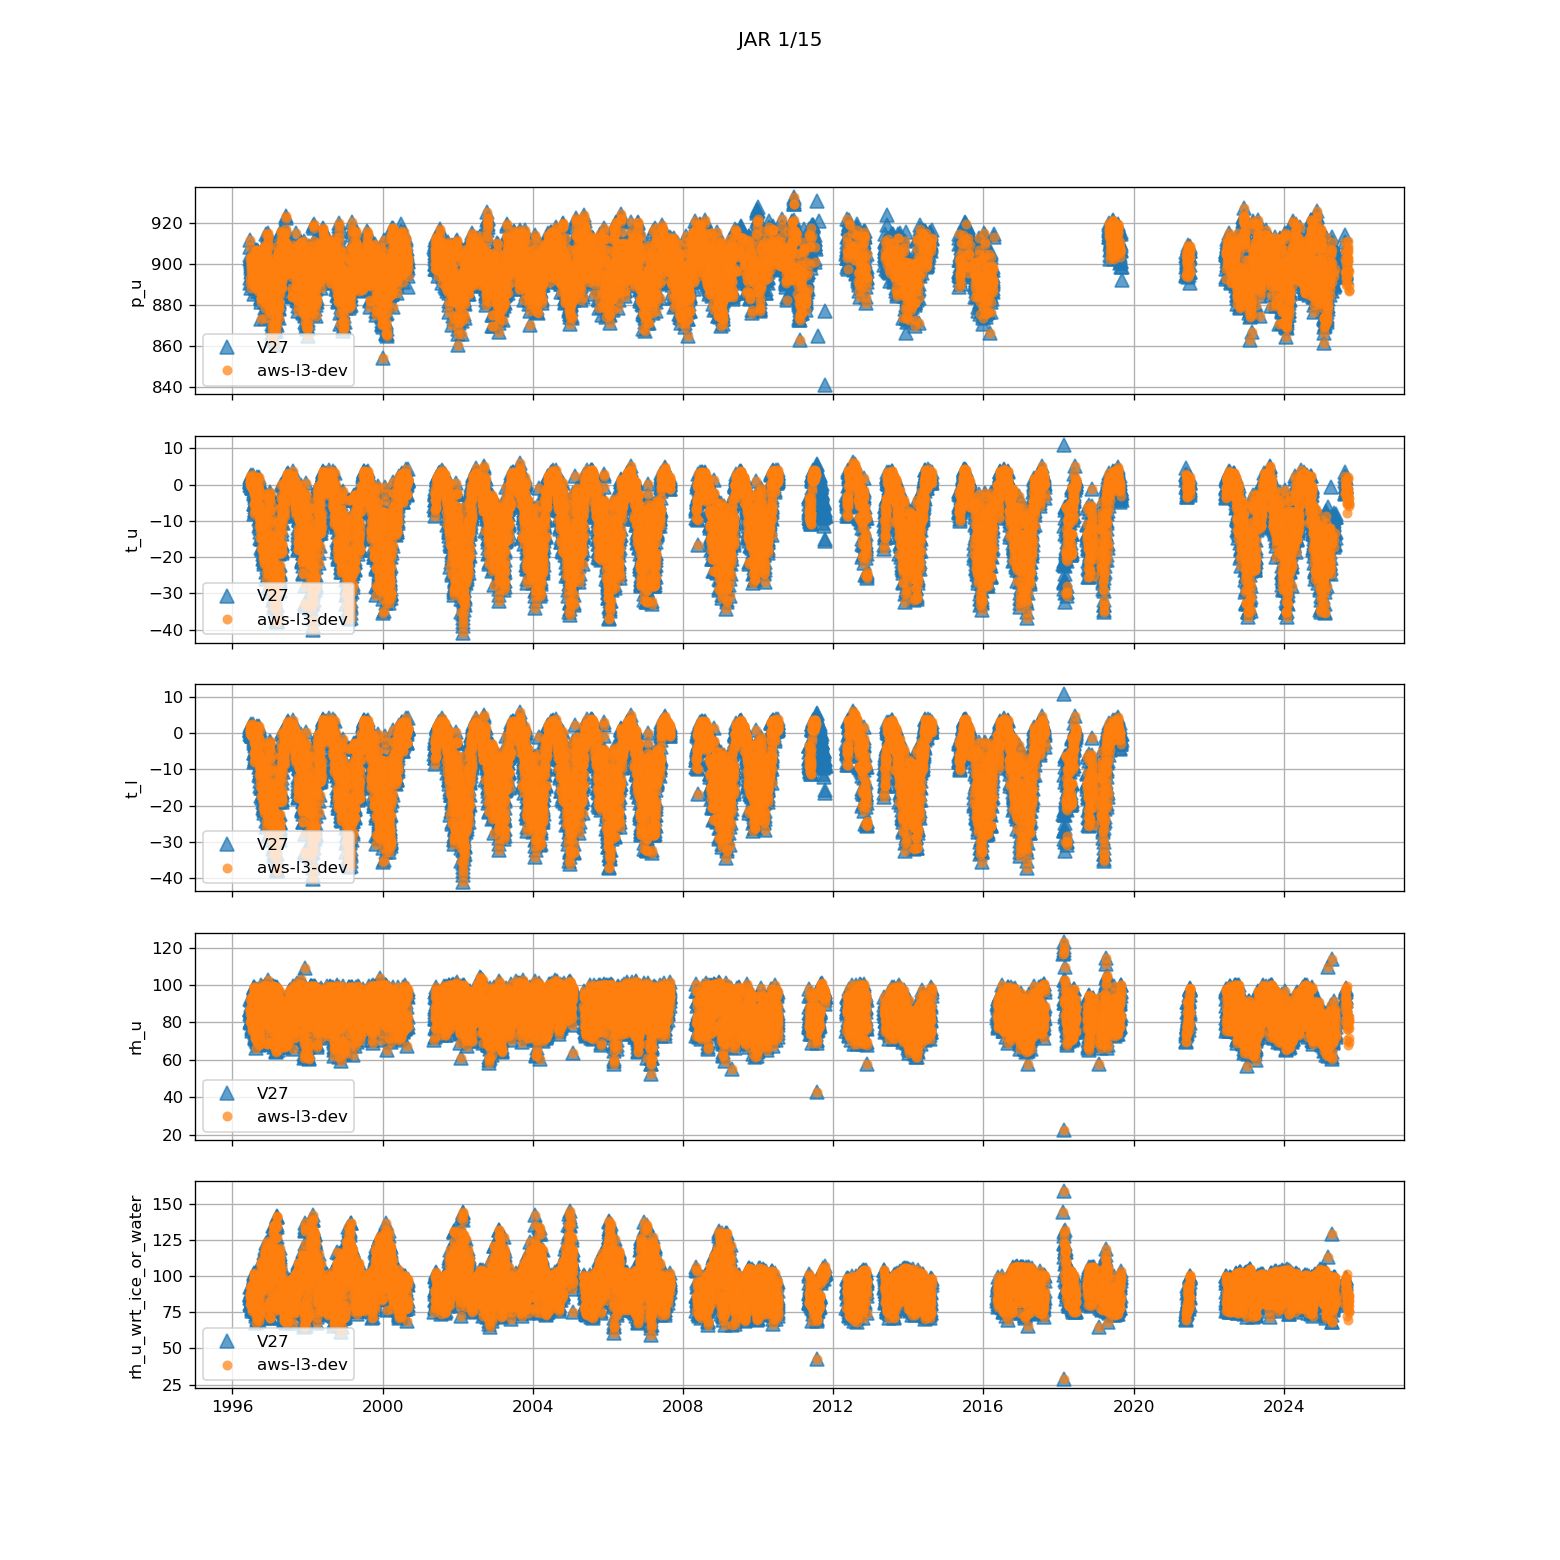 JAR 1/15
920
900
880
860
840
p_u
V27
aws-l3-dev
10
0
−10
−20
−30
−40
t_u
V27
aws-l3-dev
10
0
−10
−20
−30
−40
t_l
V27
aws-l3-dev
120
100
80
60
40
20
rh_u
V27
aws-l3-dev
150
125
100
75
50
25
rh_u_wrt_ice_or_water
V27
aws-l3-dev
1996 2000 2004 2008 2012 2016 2020 2024